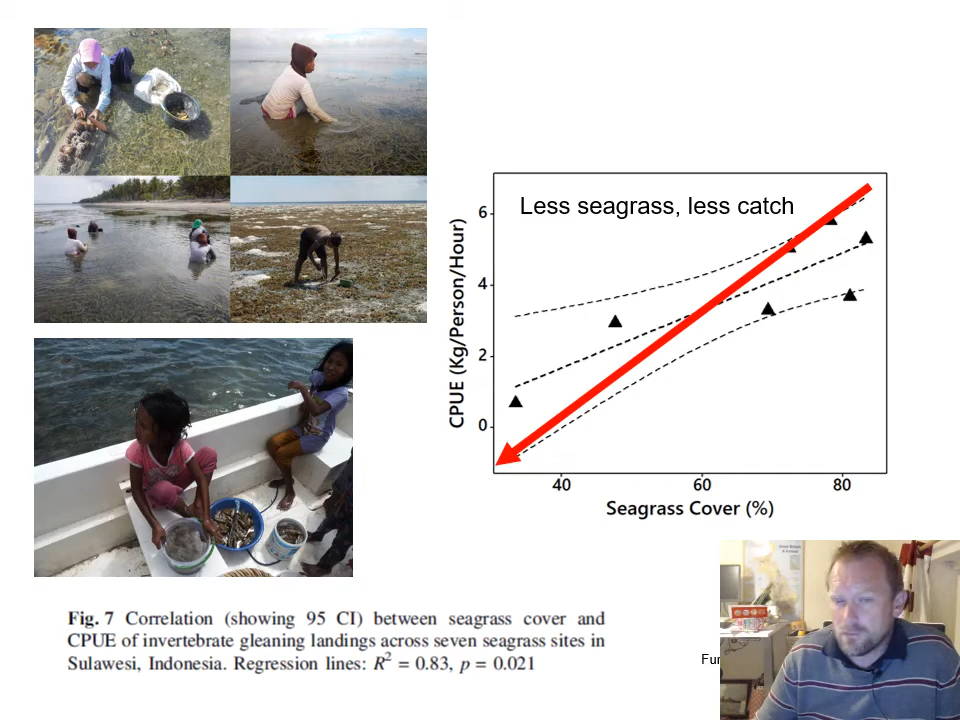 Less seagrass, less catch
CPUE (Kg/Person/Hour)
6
4
2
0
40 60 80
Seagrass Cover (%)
Fig. 7 Correlation (showing 95 CI) between seagrass cover and
CPUE of invertebrate gleaning landings across seven seagrass sites in
Sulawesi, Indonesia. Regression lines: R² = 0.83, p = 0.021